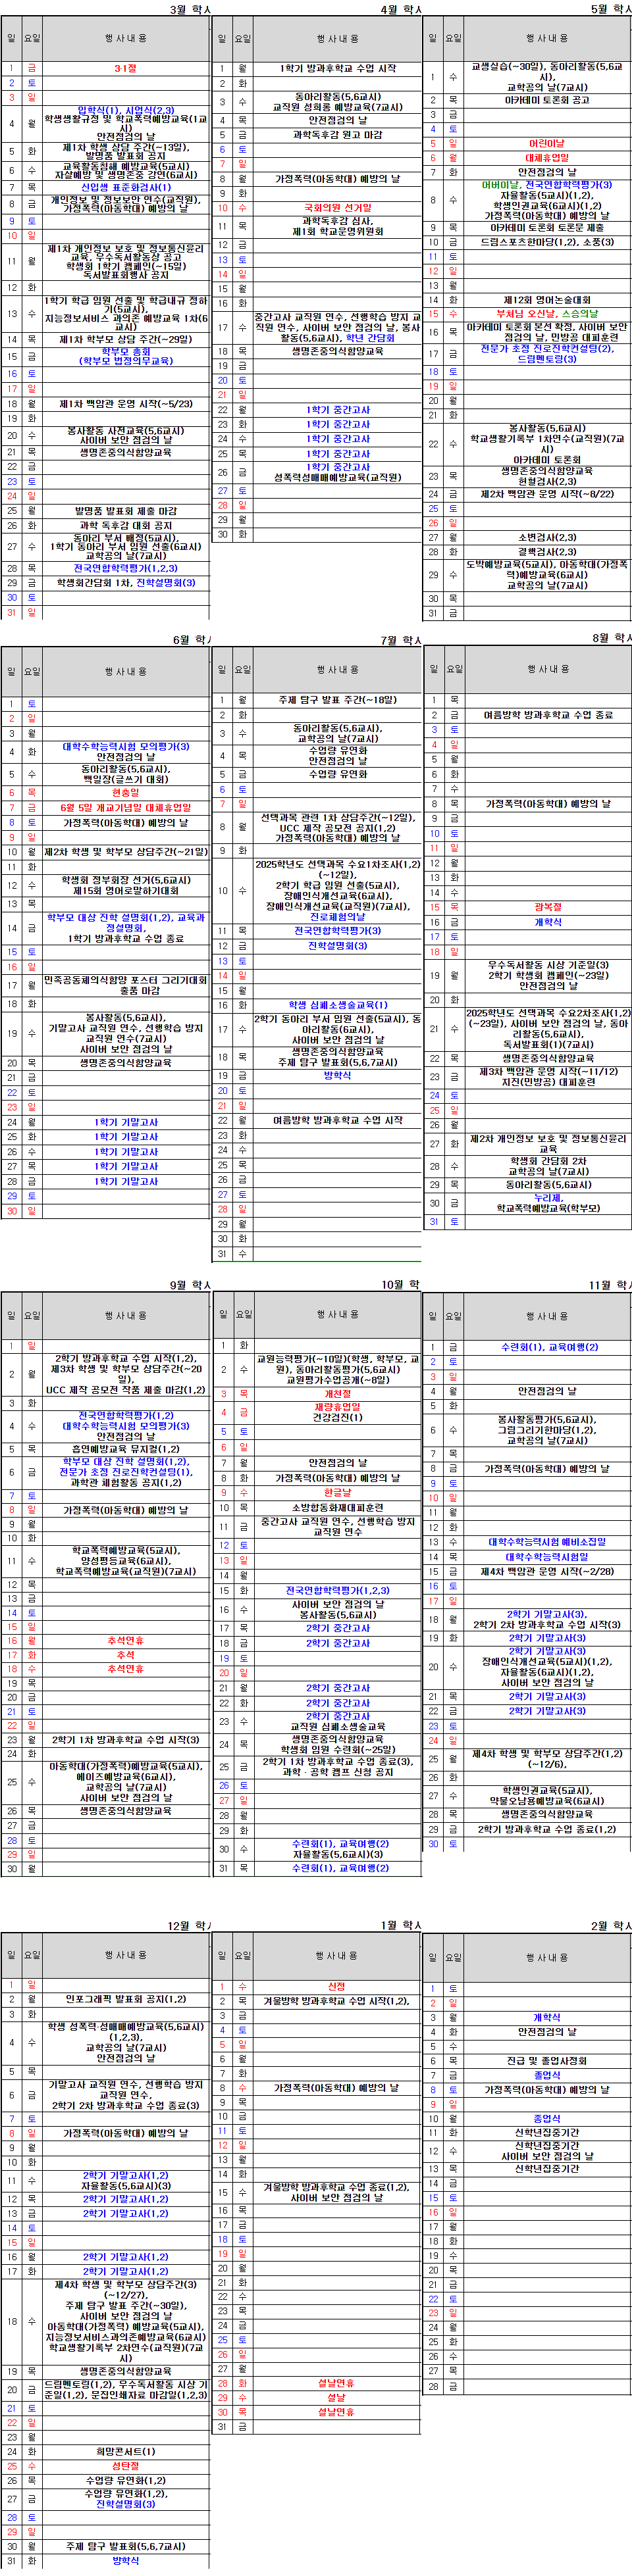 3월 학사
일 요일 행 사 내 용
1 금 3·1절
2 토
3 일
4 월 입학식(1), 시업식(2,3)
학생생활규정 및 학교폭력예방교육(1교
시)
안전점검의 날
5 화 제1차 학생 상담 주간(~13일),
발명품 발표회 공지
6 수 교육활동침해 예방교육(5교시)
자살예방 및 생명존중 강연(6교시)
7 목 신입생 표준화검사(1)
8 금 개인정보 및 정보보안 연수(교직원),
가정폭력(아동학대) 예방의 날
9 토
10 일
11 월 제1차 개인정보 보호 및 정보통신윤리
교육, 우수독서활동상 공고
학생회 1학기 캠페인(~15일)
독서발표회행사 공지
12 화
13 수 1학기 학급 임원 선출 및 학급내규 정하
기(5교시),
지능정보서비스 과의존 예방교육 1차(6
교시)
14 목 제1차 학부모 상담 주간(~29일)
15 금 학부모 총회
(학부모 법정의무교육)
16 토
17 일
18 월 제1차 백암관 운영 시작(~5/23)
19 화
20 수 봉사활동 사전교육(5,6교시)
사이버 보안 점검의 날
21 목 생명존중의식함양교육
22 금
23 토
24 일
25 월 발명품 발표회 제출 마감
26 화 과학 독후감 대회 공지
27 수 동아리 부서 배정(5교시),
1학기 동아리 부서 임원 선출(6교시)
교학공의 날(7교시)
28 목 전국연합학력평가(1,2,3)
29 금 학생회간담회 1차, 진학설명회(3)
30 토
31 일
4월 학사
일 요일 행 사 내 용
1 월 1학기 방과후학교 수업 시작
2 화
3 수 동아리활동(5,6교시)
교직원 성희롱 예방교육(7교시)
4 목 안전점검의 날
5 금 과학독후감 원고 마감
6 토
7 일
8 월 가정폭력(아동학대) 예방의 날
9 화
10 수 국회의원 선거일
11 목 과학독후감 심사,
제1회 학교운영위원회
12 금
13 토
14 일
15 월
16 화
17 수 중간고사 교직원 연수, 선행학습 방지 교
직원 연수, 사이버 보안 점검의 날, 봉사
활동(5,6교시), 학년 간담회
18 목 생명존중의식함양교육
19 금
20 토
21 일
22 월 1학기 중간고사
23 화 1학기 중간고사
24 수 1학기 중간고사
25 목 1학기 중간고사
26 금 1학기 중간고사
성폭력성매매예방교육(교직원)
27 토
28 일
29 월
30 화
5월 학사
일 요일 행 사 내 용
1 수 교생실습(~30일), 동아리활동(5,6교
시),
교학공의 날(7교시)
2 목 아카데미 토론회 공고
3 금
4 토
5 일 어린이날
6 월 대체휴업일
7 화 안전점검의 날
8 수 어버이날, 전국연합학력평가(3)
자율활동(5교시)(1,2),
학생인권교육(6교시)(1,2)
가정폭력(아동학대) 예방의 날
9 목 아카데미 토론회 토론문 제출
10 금 드림스포츠한마당(1,2), 소풍(3)
11 토
12 일
13 월
14 화 제12회 영어논술대회
15 수 부처님 오신날, 스승의날
16 목 아카데미 토론회 본선 확정, 사이버 보안
점검의 날, 민방공 대피훈련
17 금 전문가 초청 진로진학컨설팅(2),
드림멘토링(3)
18 토
19 일
20 월
21 화
22 수 봉사활동(5,6교시)
학교생활기록부 1차연수(교직원)(7교
시)
아카데미 토론회
23 목 생명존중의식함양교육
헌혈검사(2,3)
24 금 제2차 백암관 운영 시작(~8/22)
25 토
26 일
27 월 소변검사(2,3)
28 화 결핵검사(2,3)
29 수 도박예방교육(5교시), 아동학대(가정폭
력)예방교육(6교시)
교학공의 날(7교시)
30 목
31 금
6월 학사
일 요일 행 사 내 용
1 토
2 일
3 월
4 화 대학수학능력시험 모의평가(3)
안전점검의 날
5 수 동아리활동(5,6교시),
백일장(글쓰기 대회)
6 목 현충일
7 금 6월 5일 개교기념일 대체휴업일
8 토 가정폭력(아동학대) 예방의 날
9 일
10 월 제2차 학생 및 학부모 상담주간(~21일)
11 화
12 수 학생회 정부회장 선거(5,6교시)
제15회 영어로말하기대회
13 목
14 금 학부모 대상 진학 설명회(1,2), 교육과
정설명회,
1학기 방과후학교 수업 종료
15 토
16 일
17 월 민족공동체의식함양 포스터 그리기대회
출품 마감
18 화
19 수 봉사활동(5,6교시),
기말고사 교직원 연수, 선행학습 방지
교직원 연수(7교시)
사이버 보안 점검의 날
20 목 생명존중의식함양교육
21 금
22 토
23 일
24 월 1학기 기말고사
25 화 1학기 기말고사
26 수 1학기 기말고사
27 목 1학기 기말고사
28 금 1학기 기말고사
29 토
30 일
7월 학사
일 요일 행 사 내 용
1 월 주제 탐구 발표 주간(~18일)
2 화
3 수 동아리활동(5,6교시),
교학공의 날(7교시)
4 목 수업량 유연화
안전점검의 날
5 금 수업량 유연화
6 토
7 일
8 월 선택과목 관련 1차 상담주간(~12일),
UCC 제작 공모전 공지(1,2)
가정폭력(아동학대) 예방의 날
9 화
10 수 2025학년도 선택과목 수요1차조사(1,2)
(~12일),
2학기 학급 임원 선출(5교시),
장애인식개선교육(6교시),
장애인식개선교육(교직원)(7교시),
진로체험의날
11 목 전국연합학력평가(3)
12 금 진학설명회(3)
13 토
14 일
15 월
16 화 학생 심폐소생술교육(1)
17 수 2학기 동아리 부서 임원 선출(5교시), 동
아리활동(6교시),
사이버 보안 점검의 날
18 목 생명존중의식함양교육
주제 탐구 발표회(5,6,7교시)
19 금 방학식
20 토
21 일
22 월 여름방학 방과후학교 수업 시작
23 화
24 수
25 목
26 금
27 토
28 일
29 월
30 화
31 수
8월 학사
일 요일 행 사 내 용
1 목
2 금 여름방학 방과후학교 수업 종료
3 토
4 일
5 월
6 화
7 수
8 목 가정폭력(아동학대) 예방의 날
9 금
10 토
11 일
12 월
13 화
14 수
15 목 광복절
16 금 개학식
17 토
18 일
19 월 우수독서활동 시상 기준일(3)
2학기 학생회 캠페인(~23일)
안전점검의 날
20 화
21 수 2025학년도 선택과목 수요2차조사(1,2)
(~23일), 사이버 보안 점검의 날, 동아
리활동(5,6교시),
독서발표회(1)(7교시)
22 목 생명존중의식함양교육
23 금 제3차 백암관 운영 시작(~11/12)
지진(민방공) 대피훈련
24 토
25 일
26 월
27 화 제2차 개인정보 보호 및 정보통신윤리
교육
28 수 학생회 간담회 2차
교학공의 날(7교시)
29 목 동아리활동(5,6교시)
30 금 누리제,
학교폭력예방교육(학부모)
31 토
9월 학사
일 요일 행 사 내 용
1 일
2 월 2학기 방과후학교 수업 시작(1,2),
제3차 학생 및 학부모 상담주간(~20
일),
UCC 제작 공모전 작품 제출 마감(1,2)
3 화
4 수 전국연합학력평가(1,2)
대학수학능력시험 모의평가(3)
안전점검의 날
5 목 흡연예방교육 뮤지컬(1,2)
6 금 학부모 대상 진학 설명회(1,2),
전문가 초청 진로진학컨설팅(1),
과학관 체험활동 공지(1,2)
7 토
8 일 가정폭력(아동학대) 예방의 날
9 월
10 화
11 수 학교폭력예방교육(5교시),
양성평등교육(6교시),
학교폭력예방교육(교직원)(7교시)
12 목
13 금
14 토
15 일
16 월 추석연휴
17 화 추석
18 수 추석연휴
19 목
20 금
21 토
22 일
23 월 2학기 1차 방과후학교 수업 시작(3)
24 화
25 수 아동학대(가정폭력)예방교육(5교시),
에이즈예방교육(6교시),
교학공의 날(7교시)
사이버 보안 점검의 날
26 목 생명존중의식함양교육
27 금
28 토
29 일
30 월
10월 학
일 요일 행 사 내 용
1 화
2 수 교원능력평가(~10일)(학생, 학부모, 교
원), 동아리활동평가(5,6교시)
교원평가수업공개(~8일)
3 목 개천절
4 금 재량휴업일
건강검진(1)
5 토
6 일
7 월 안전점검의 날
8 화 가정폭력(아동학대) 예방의 날
9 수 한글날
10 목 소방합동화재대피훈련
11 금 중간고사 교직원 연수, 선행학습 방지
교직원 연수
12 토
13 일
14 월
15 화 전국연합학력평가(1,2,3)
16 수 사이버 보안 점검의 날
봉사활동(5,6교시)
17 목 2학기 중간고사
18 금 2학기 중간고사
19 토
20 일
21 월 2학기 중간고사
22 화 2학기 중간고사
23 수 2학기 중간고사
교직원 심폐소생술교육
24 목 생명존중의식함양교육
학생회 임원 수련회(~25일)
25 금 2학기 1차 방과후학교 수업 종료(3),
과학·공학 캠프 신청 공지
26 토
27 일
28 월
29 화
30 수 수련회(1), 교육여행(2)
자율활동(5,6교시)(3)
31 목 수련회(1), 교육여행(2)
11월 학사
일 요일 행 사 내 용
1 금 수련회(1), 교육여행(2)
2 토
3 일
4 월 안전점검의 날
5 화
6 수 봉사활동평가(5,6교시),
그림그리기한마당(1,2),
교학공의 날(7교시)
7 목
8 금 가정폭력(아동학대) 예방의 날
9 토
10 일
11 월
12 화
13 수 대학수학능력시험 예비소집일
14 목 대학수학능력시험일
15 금 제4차 백암관 운영 시작(~2/28)
16 토
17 일
18 월 2학기 기말고사(3),
2학기 2차 방과후학교 수업 시작(3)
19 화 2학기 기말고사(3)
20 수 2학기 기말고사(3)
장애인식개선교육(5교시)(1,2),
자율활동(6교시)(1,2),
사이버 보안 점검의 날
21 목 2학기 기말고사(3)
22 금 2학기 기말고사(3)
23 토
24 일
25 월 제4차 학생 및 학부모 상담주간(1,2)
(~12/6),
26 화
27 수 학생인권교육(5교시),
약물오남용예방교육(6교시)
28 목 생명존중의식함양교육
29 금 2학기 방과후학교 수업 종료(1,2)
30 토
12월 학사
일 요일 행 사 내 용
1 일
2 월 인포그래픽 발표회 공지(1,2)
3 화
4 수 학생 성폭력·성매매예방교육(5,6교시)
(1,2,3),
교학공의 날(7교시)
안전점검의 날
5 목
6 금 기말고사 교직원 연수, 선행학습 방지
교직원 연수,
2학기 2차 방과후학교 수업 종료(3)
7 토
8 일 가정폭력(아동학대) 예방의 날
9 월
10 화
11 수 2학기 기말고사(1,2)
자율활동(5,6교시)(3)
12 목 2학기 기말고사(1,2)
13 금 2학기 기말고사(1,2)
14 토
15 일
16 월 2학기 기말고사(1,2)
17 화 2학기 기말고사(1,2)
18 수 제4차 학생 및 학부모 상담주간(3)
(~12/27),
주제 탐구 발표 주간(~30일),
사이버 보안 점검의 날
아동학대(가정폭력) 예방교육(5교시),
지능정보서비스과의존예방교육(6교시)
학교생활기록부 2차연수(교직원)(7교
시)
19 목 생명존중의식함양교육
20 금 드림멘토링(1,2), 우수독서활동 시상 기
준일(1,2), 문집인쇄자료 마감일(1,2,3)
21 토
22 일
23 월
24 화 희망콘서트(1)
25 수 성탄절
26 목 수업량 유연화(1,2)
27 금 수업량 유연화(1,2),
진학설명회(3)
28 토
29 일
30 월 주제 탐구 발표회(5,6,7교시)
31 화 방학식
1월 학사
일 요일 행 사 내 용
1 수 신정
2 목 겨울방학 방과후학교 수업 시작(1,2),
3 금
4 토
5 일
6 월
7 화
8 수 가정폭력(아동학대) 예방의 날
9 목
10 금
11 토
12 일
13 월
14 화
15 수 겨울방학 방과후학교 수업 종료(1,2),
사이버 보안 점검의 날
16 목
17 금
18 토
19 일
20 월
21 화
22 수
23 목
24 금
25 토
26 일
27 월
28 화 설날연휴
29 수 설날
30 목 설날연휴
31 금
2월 학사
일 요일 행 사 내 용
1 토
2 일
3 월 개학식
4 화 안전점검의 날
5 수
6 목 진급 및 졸업사정회
7 금 졸업식
8 토 가정폭력(아동학대) 예방의 날
9 일
10 월 종업식
11 화 신학년집중기간
12 수 신학년집중기간
사이버 보안 점검의 날
13 목 신학년집중기간
14 금
15 토
16 일
17 월
18 화
19 수
20 목
21 금
22 토
23 일
24 월
25 화
26 수
27 목
28 금